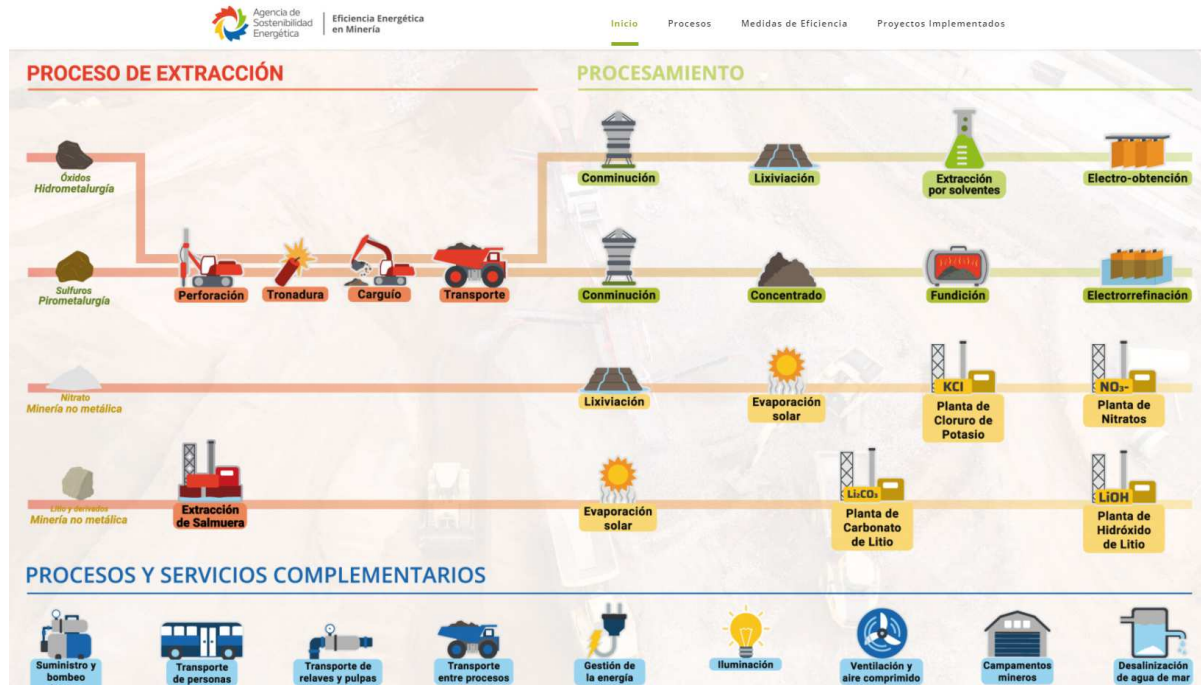 Agencia de
Sostenibilidad
Energética
Eficiencia Energética
en Minería
Inicio Procesos Medidas de Eficiencia Proyectos Implementados
PROCESO DE EXTRACCIÓN
PROCESAMIENTO
Óxidos
Hidrometalurgía
Conminución
Lixiviación
Extracción
por solventes
Electro-obtención
Sulfuros
Pirometalurgía
Perforación
Tronadura
Carguío
Transporte
Conminución
Concentrado
Fundición
Electrorrefinación
Nitrato
Minería no metálica
Lixiviación
Evaporación
solar
KCl
Planta de
Cloruro de
Potasio
NO₃-
Planta de
Nitratos
Litio y derivados
Minería no metálica
Extracción
de Salmuera
Evaporación
solar
Li₂CO₃
Planta de
Carbonato
de Litio
LiOH
Planta de
Hidróxido
de Litio
PROCESOS Y SERVICIOS COMPLEMENTARIOS
Suministro y
bombeo
Transporte
de personas
Transporte de
relaves y pulpas
Transporte
entre procesos
Gestión de
la energía
Iluminación
Ventilación y
aire comprimido
Campamentos
mineros
Desalinización
de agua de mar